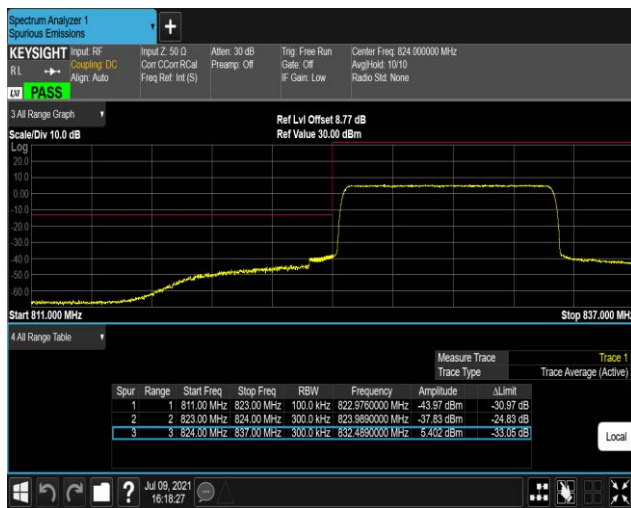 Spectrum Analyzer 1
Spurious Emissions
KEYSIGHT Input: RF Input Z: 50 Ω Atten: 30 dB Trig: Free Run Center Freq: 824.000000 MHz
RL Coupling: DC Corr CCorr RCal Preamp: Off Gate: Off Avg|Hold: 10/10
Align: Auto Freq Ref: Int (S) IF Gain: Low Radio Std: None
LXI PASS
3 All Range Graph
Ref Lvl Offset 8.77 dB
Scale/Div 10.0 dB Ref Value 30.00 dBm
Log
20.0
10.0
0.00
-10.0
-20.0
-30.0
-40.0
-50.0
-60.0
Start 811.000 MHz Stop 837.000 MHz
4 All Range Table
Measure Trace Trace 1
Trace Type Trace Average (Active)
Spur Range Start Freq Stop Freq RBW Frequency Amplitude ΔLimit
1 1 811.00 MHz 823.00 MHz 100.0 kHz 822.9760000 MHz -43.97 dBm -30.97 dB
2 2 823.00 MHz 824.00 MHz 300.0 kHz 823.9890000 MHz -37.83 dBm -24.83 dB
3 3 824.00 MHz 837.00 MHz 300.0 kHz 832.4890000 MHz 5.402 dBm -33.05 dB
Local
? Jul 09, 2021
16:18:27